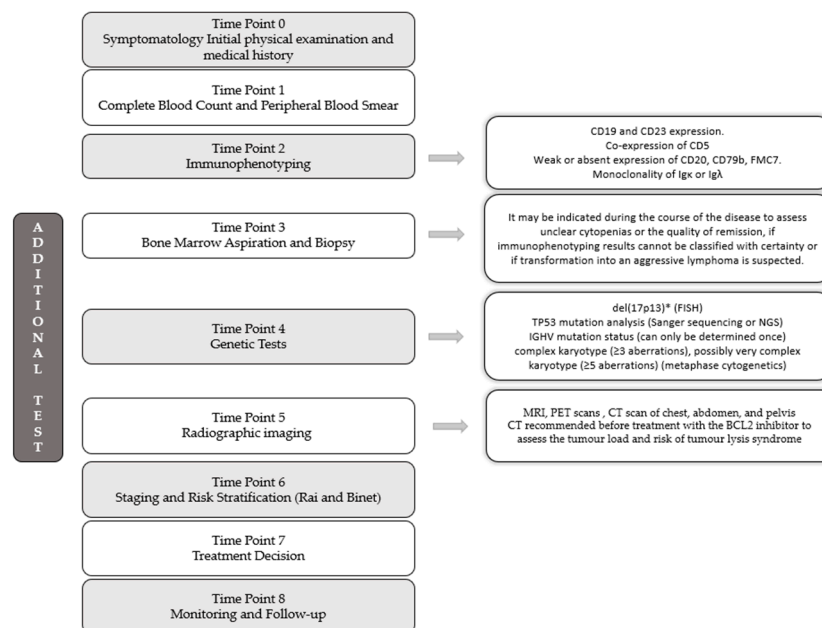 Time Point 0
Symptomatology Initial physical examination and
medical history
Time Point 1
Complete Blood Count and Peripheral Blood Smear
Time Point 2
Immunophenotyping
CD19 and CD23 expression.
Co-expression of CD5
Weak or absent expression of CD20, CD79b, FMC7.
Monoclonality of Igκ or Igλ
ADDITIONAL TEST
Time Point 3
Bone Marrow Aspiration and Biopsy
It may be indicated during the course of the disease to assess
unclear cytopenias or the quality of remission, if
immunophenotyping results cannot be classified with certainty or
if transformation into an aggressive lymphoma is suspected.
Time Point 4
Genetic Tests
del(17p13)* (FISH)
TP53 mutation analysis (Sanger sequencing or NGS)
IGHV mutation status (can only be determined once)
complex karyotype (≥3 aberrations), possibly very complex
karyotype (≥5 aberrations) (metaphase cytogenetics)
Time Point 5
Radiographic imaging
MRI, PET scans , CT scan of chest, abdomen, and pelvis
CT recommended before treatment with the BCL2 inhibitor to
assess the tumour load and risk of tumour lysis syndrome
Time Point 6
Staging and Risk Stratification (Rai and Binet)
Time Point 7
Treatment Decision
Time Point 8
Monitoring and Follow-up